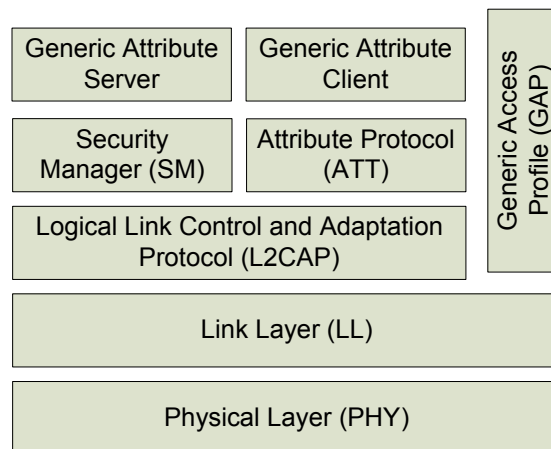 Generic Attribute
Server
Generic Attribute
Client
Generic Access
Profile (GAP)
Security
Manager (SM)
Attribute Protocol
(ATT)
Logical Link Control and Adaptation
Protocol (L2CAP)
Link Layer (LL)
Physical Layer (PHY)